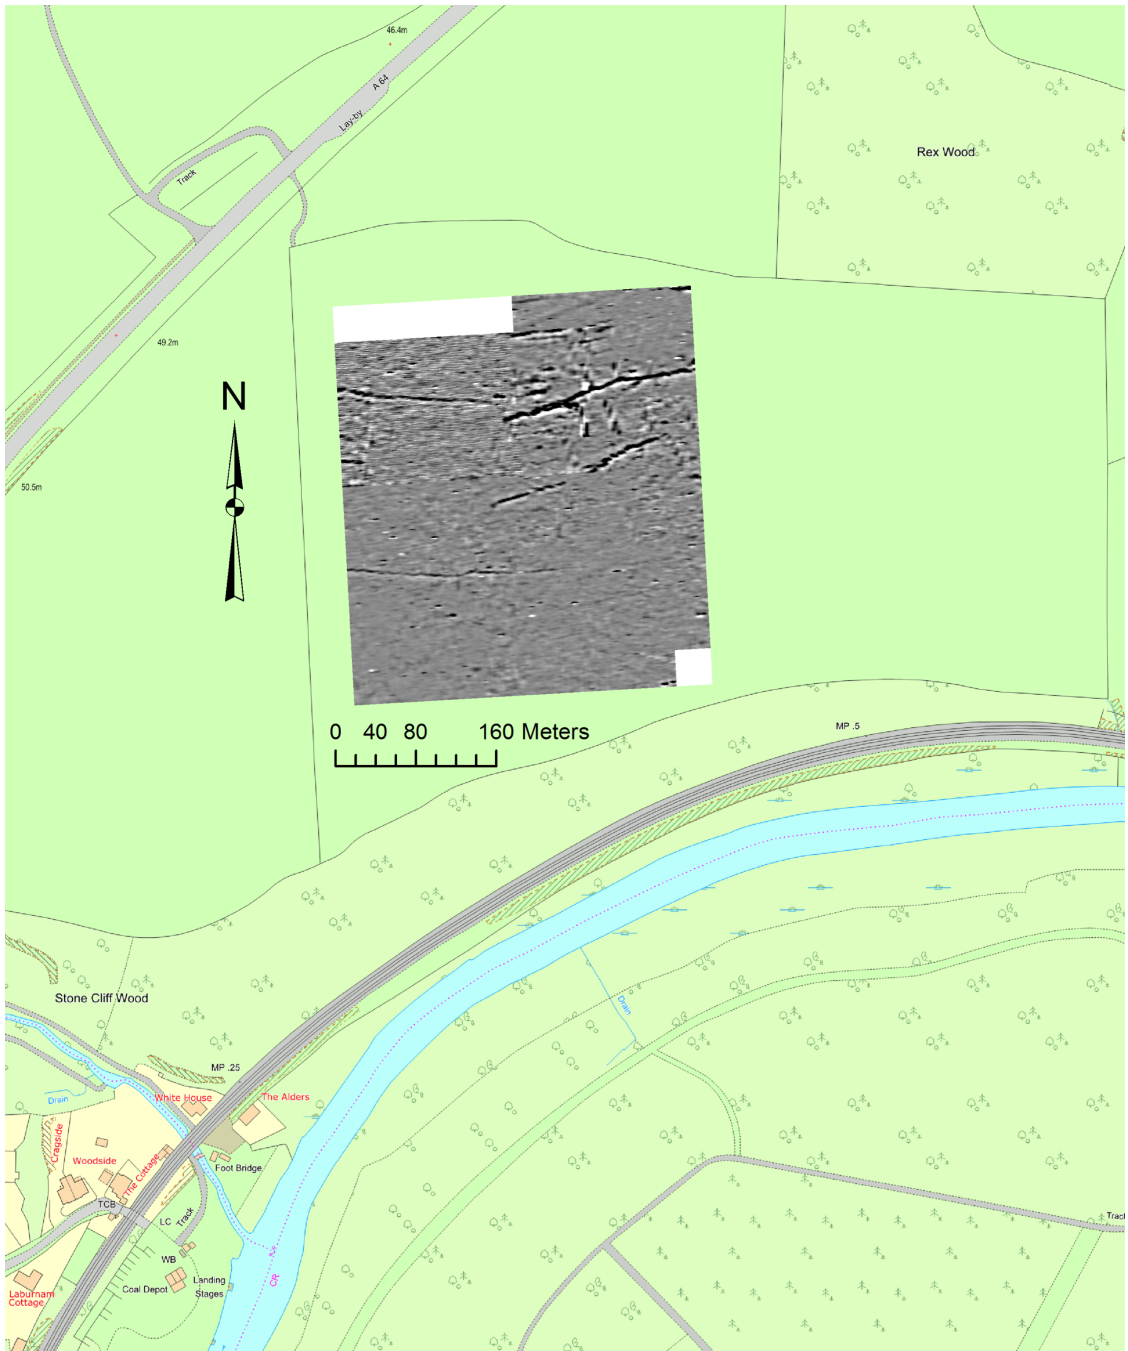 46.4m
A 64
Lay-by
Rex Wood
Track
49.2m
N
50.5m
0 40 80 160 Meters
MP .5
Stone Cliff Wood
Drain
MP .25
Drain
White House
The Alders
Cragside
Woodside
The Cottage
Foot Bridge
TCB
LC
Track
Track
WB
CR
Coal Depot
Landing
Stages
Laburnam
Cottage